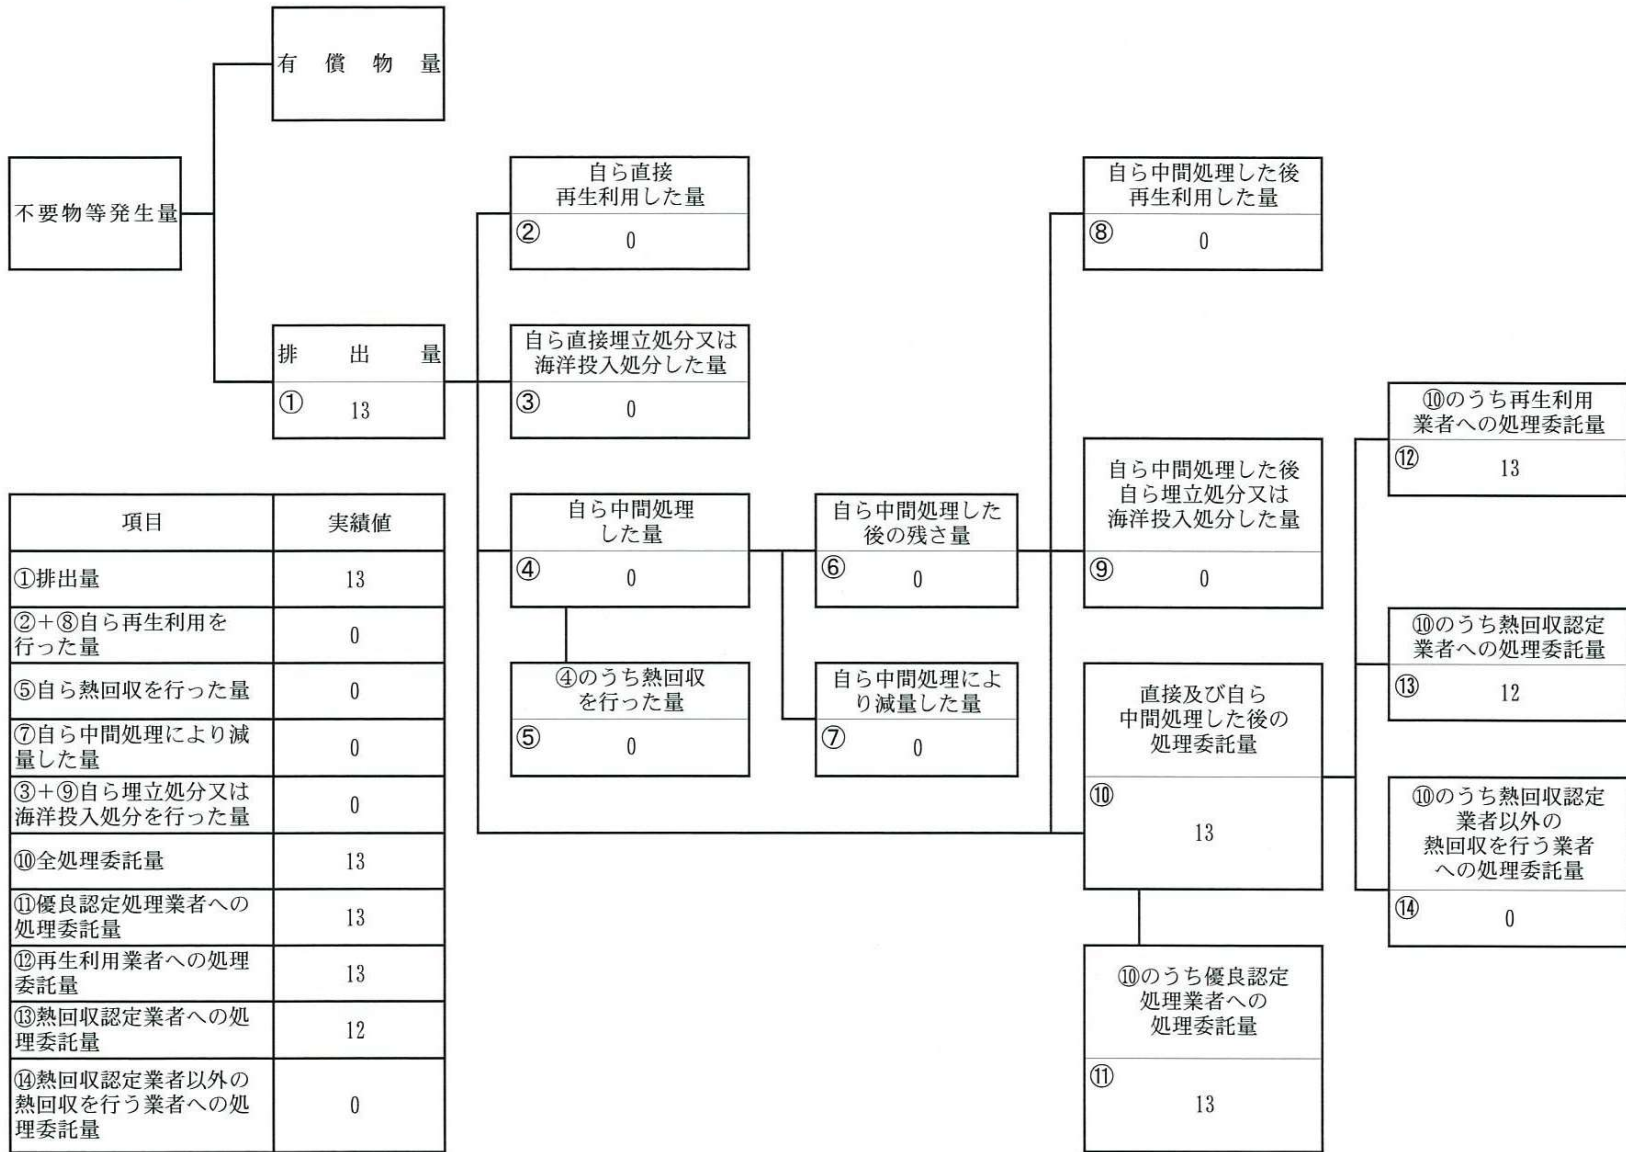 有償物量
不要物等発生量
自ら直接
再生利用した量
② 0
自ら中間処理した後
再生利用した量
⑧ 0
排出量
① 13
自ら直接埋立処分又は
海洋投入処分した量
③ 0
⑩のうち再生利用
業者への処理委託量
⑫ 13
自ら中間処理
した量
④ 0
自ら中間処理した
後の残さ量
⑥ 0
自ら中間処理した後
自ら埋立処分又は
海洋投入処分した量
⑨ 0
⑩のうち熱回収認定
業者への処理委託量
⑬ 12
④のうち熱回収
を行った量
⑤ 0
自ら中間処理によ
り減量した量
⑦ 0
直接及び自ら
中間処理した後の
処理委託量
⑩
13
⑩のうち熱回収認定
業者以外の
熱回収を行う業者
への処理委託量
⑭ 0
⑩のうち優良認定
処理業者への
処理委託量
⑪
13
項目 実績値
①排出量 13
②+⑧自ら再生利用を
行った量 0
⑤自ら熱回収を行った量 0
⑦自ら中間処理により減
量した量 0
③+⑨自ら埋立処分又は
海洋投入処分を行った量 0
⑩全処理委託量 13
⑪優良認定処理業者への
処理委託量 13
⑫再生利用業者への処理
委託量 13
⑬熱回収認定業者への処
理委託量 12
⑭熱回収認定業者以外の
熱回収を行う業者への処
理委託量 0